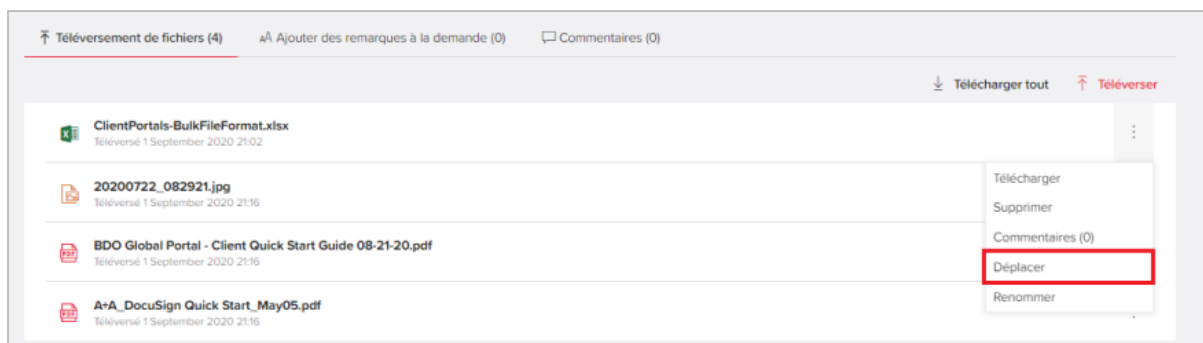 Téléversement de fichiers (4) AA Ajouter des remarques à la demande (0) Commentaires (0)
Télécharger tout Téléverser
ClientPortals-BulkFileFormat.xlsx
Téléversé 1 September 2020 21:02
20200722_082921.jpg
Téléversé 1 September 2020 21:16
BDO Global Portal - Client Quick Start Guide 08-21-20.pdf
Téléversé 1 September 2020 21:16
A+A_DocuSign Quick Start_May05.pdf
Téléversé 1 September 2020 21:16
Télécharger
Supprimer
Commentaires (0)
Déplacer
Renommer